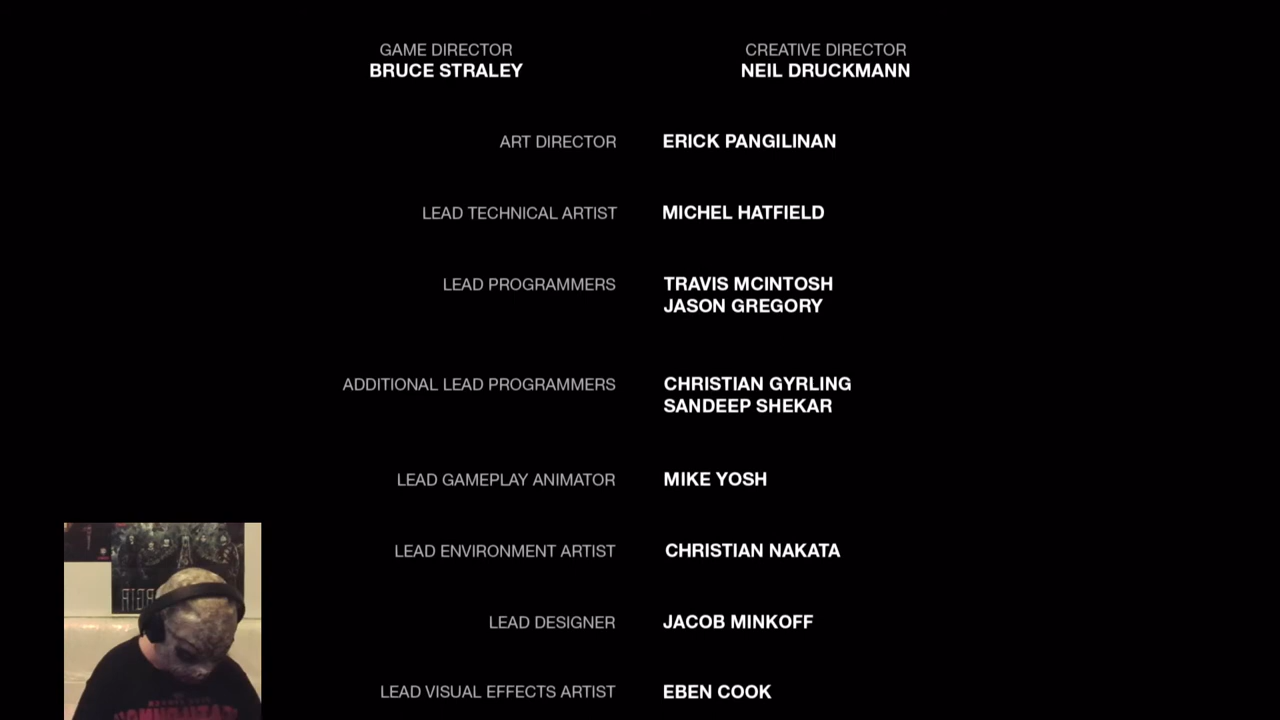 GAME DIRECTOR
BRUCE STRALEY
CREATIVE DIRECTOR
NEIL DRUCKMANN
ART DIRECTOR ERICK PANGILINAN
LEAD TECHNICAL ARTIST MICHEL HATFIELD
LEAD PROGRAMMERS TRAVIS MCINTOSH
JASON GREGORY
ADDITIONAL LEAD PROGRAMMERS CHRISTIAN GYRLING
SANDEEP SHEKAR
LEAD GAMEPLAY ANIMATOR MIKE YOSH
LEAD ENVIRONMENT ARTIST CHRISTIAN NAKATA
LEAD DESIGNER JACOB MINKOFF
LEAD VISUAL EFFECTS ARTIST EBEN COOK